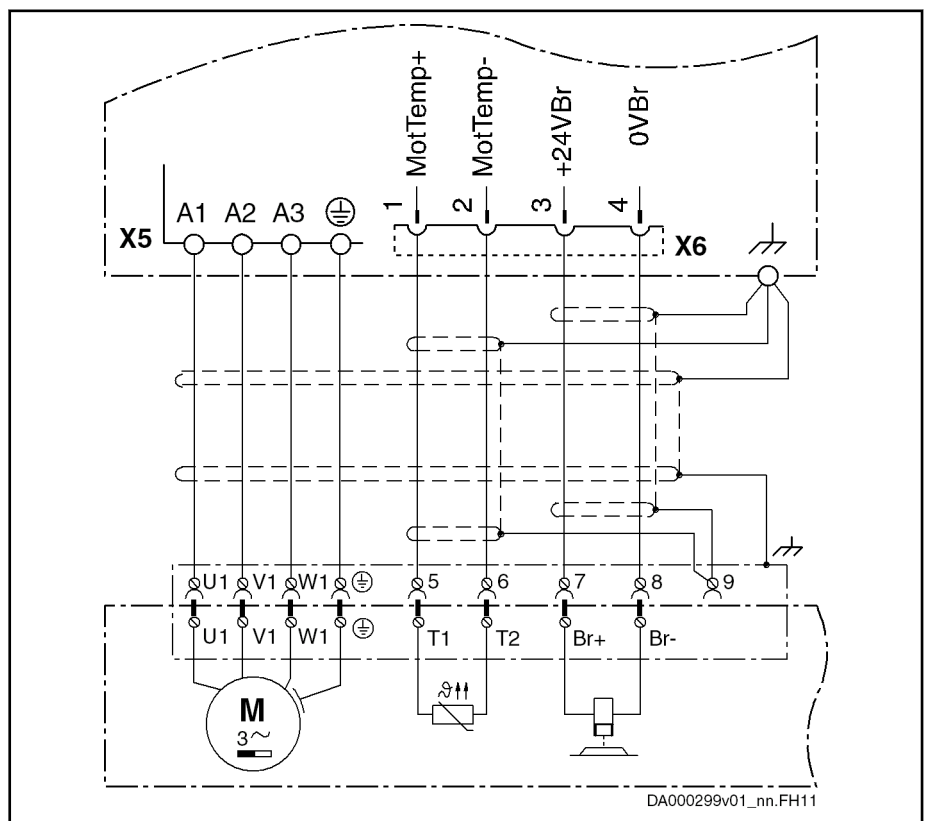 MotTemp+
MotTemp-
+24VBr
0VBr
1
2
3
4
X5
A1 A2 A3
X6
U1 V1 W1 5 6 7 8 9
U1 V1 W1 T1 T2 Br+ Br-
ϑ
M
3~
DA000299v01_nn.FH11